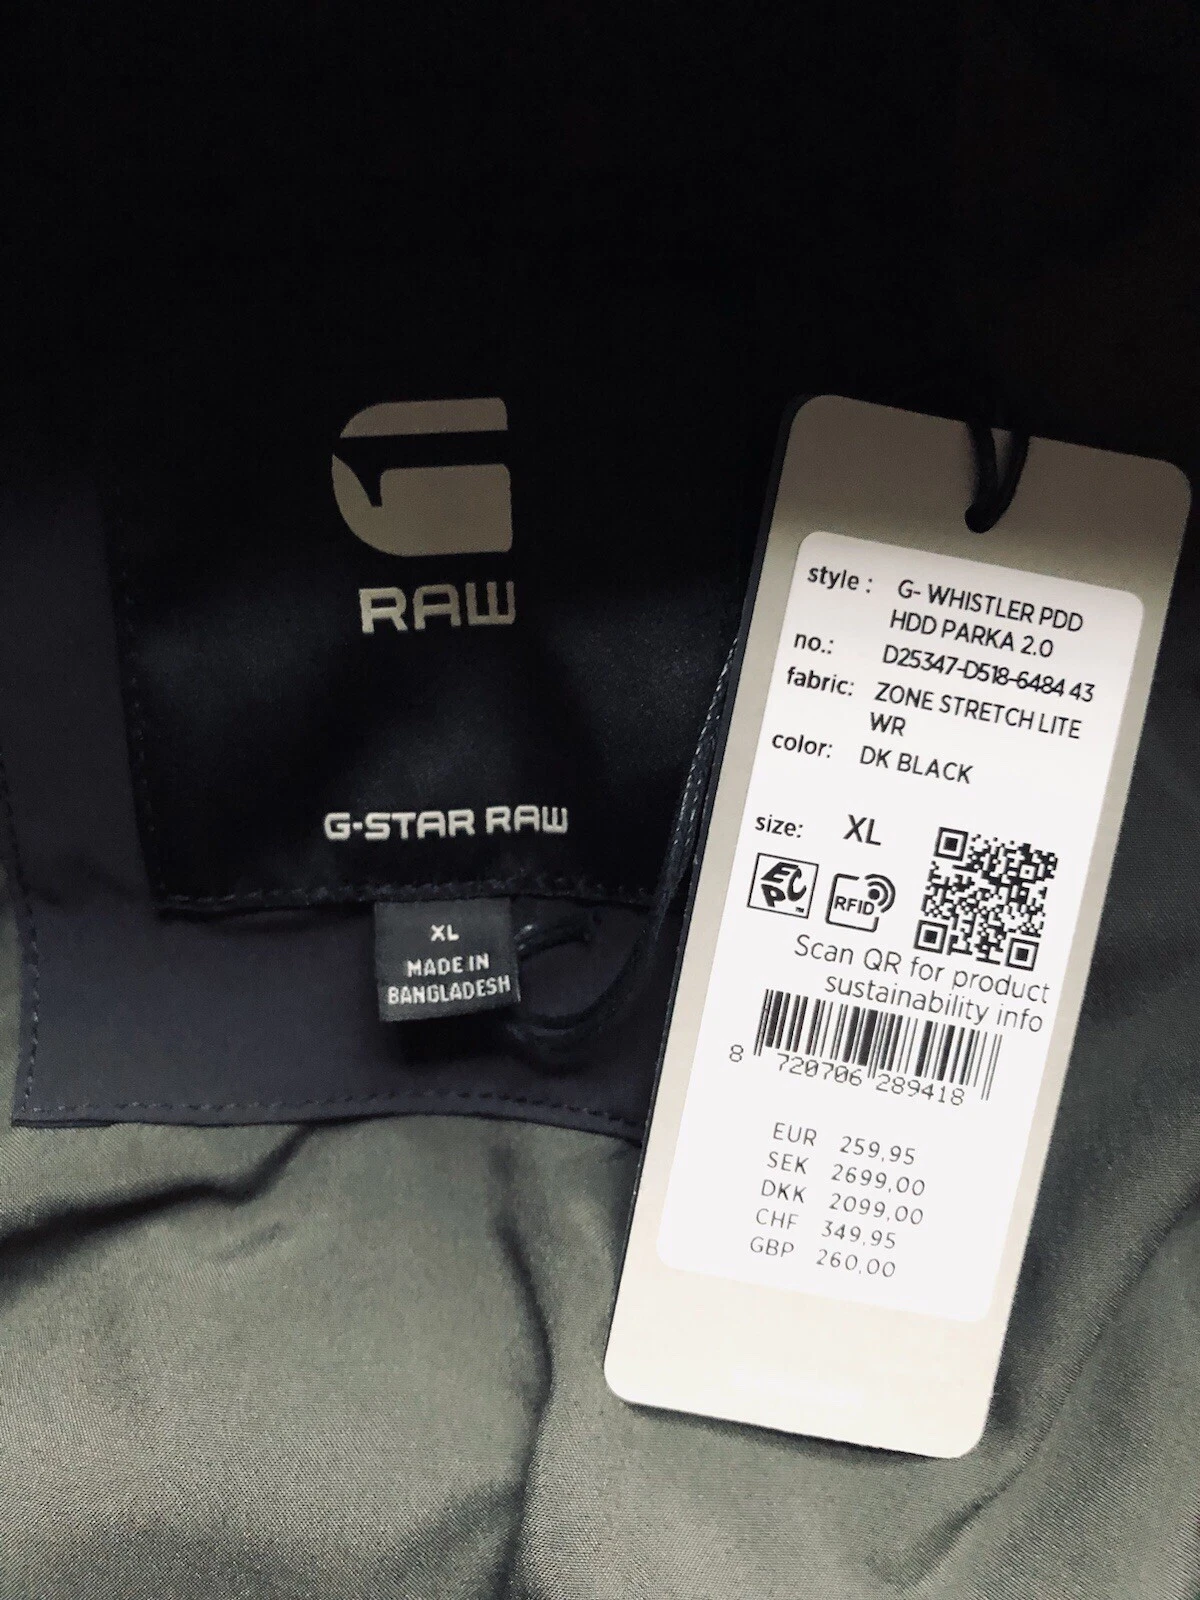 RAW
G-STAR RAW
XL
MADE IN
BANGLADESH
style : G- WHISTLER PDD
HDD PARKA 2.0
no.: D25347-D518-6484 43
fabric: ZONE STRETCH LITE
WR
color: DK BLACK
size: XL
EPC
RFID
Scan QR for product
sustainability info
8 720706 289418
EUR 259,95
SEK 2699,00
DKK 2099,00
CHF 349,95
GBP 260,00